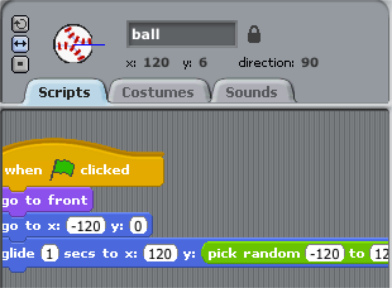 ball
x: 120 y: 6 direction: 90
Scripts Costumes Sounds
when clicked
go to front
go to x: -120 y: 0
glide 1 secs to x: 120 y: pick random -120 to 12